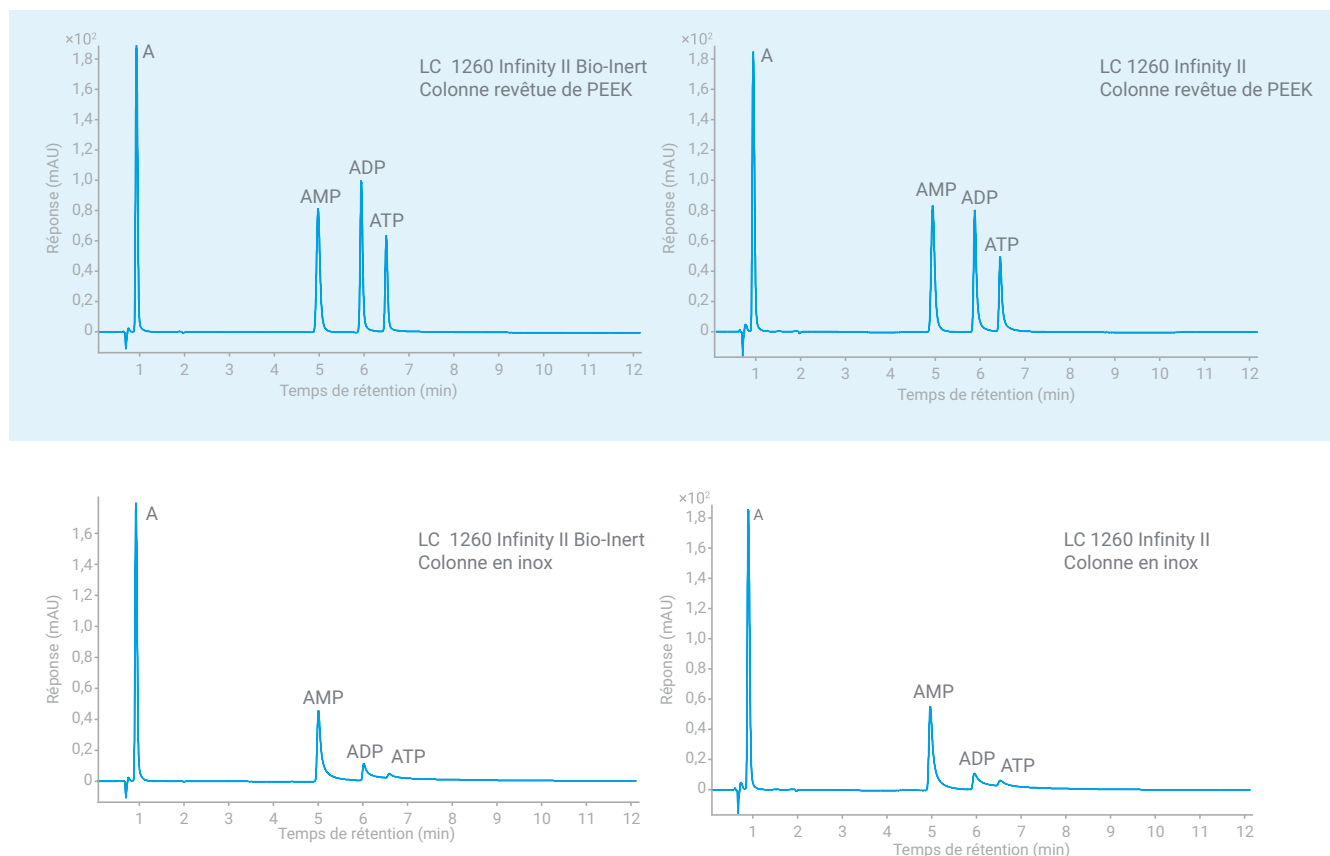 ×10²
1,8
1,6
1,4
1,2
1,0
0,8
0,6
0,4
0,2
0
Réponse (mAU)
A
AMP
ADP
ATP
LC 1260 Infinity II Bio-Inert
Colonne revêtue de PEEK
1 2 3 4 5 6 7 8 9 10 11 12
Temps de rétention (min)
×10²
1,8
1,6
1,4
1,2
1,0
0,8
0,6
0,4
0,2
0
Réponse (mAU)
A
AMP
ADP
ATP
LC 1260 Infinity II
Colonne revêtue de PEEK
1 2 3 4 5 6 7 8 9 10 11 12
Temps de rétention (min)
1,6
1,4
1,2
1,0
0,8
0,6
0,4
0,2
0
Réponse (mAU)
A
AMP
ADP
ATP
LC 1260 Infinity II Bio-Inert
Colonne en inox
1 2 3 4 5 6 7 8 9 10 11 12
Temps de rétention (min)
×10²
1,8
1,6
1,4
1,2
1,0
0,8
0,6
0,4
0,2
0
Réponse (mAU)
A
AMP
ADP
ATP
LC 1260 Infinity II
Colonne en inox
1 2 3 4 5 6 7 8 9 10 11 12
Temps de rétention (min)